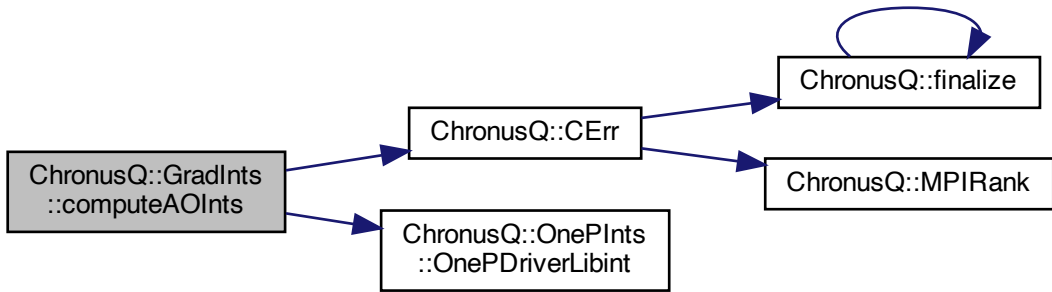 ChronusQ::GradInts
::computeAOInts
ChronusQ::CErr
ChronusQ::finalize
ChronusQ::MPIRank
ChronusQ::OnePInts
::OnePDriverLibint